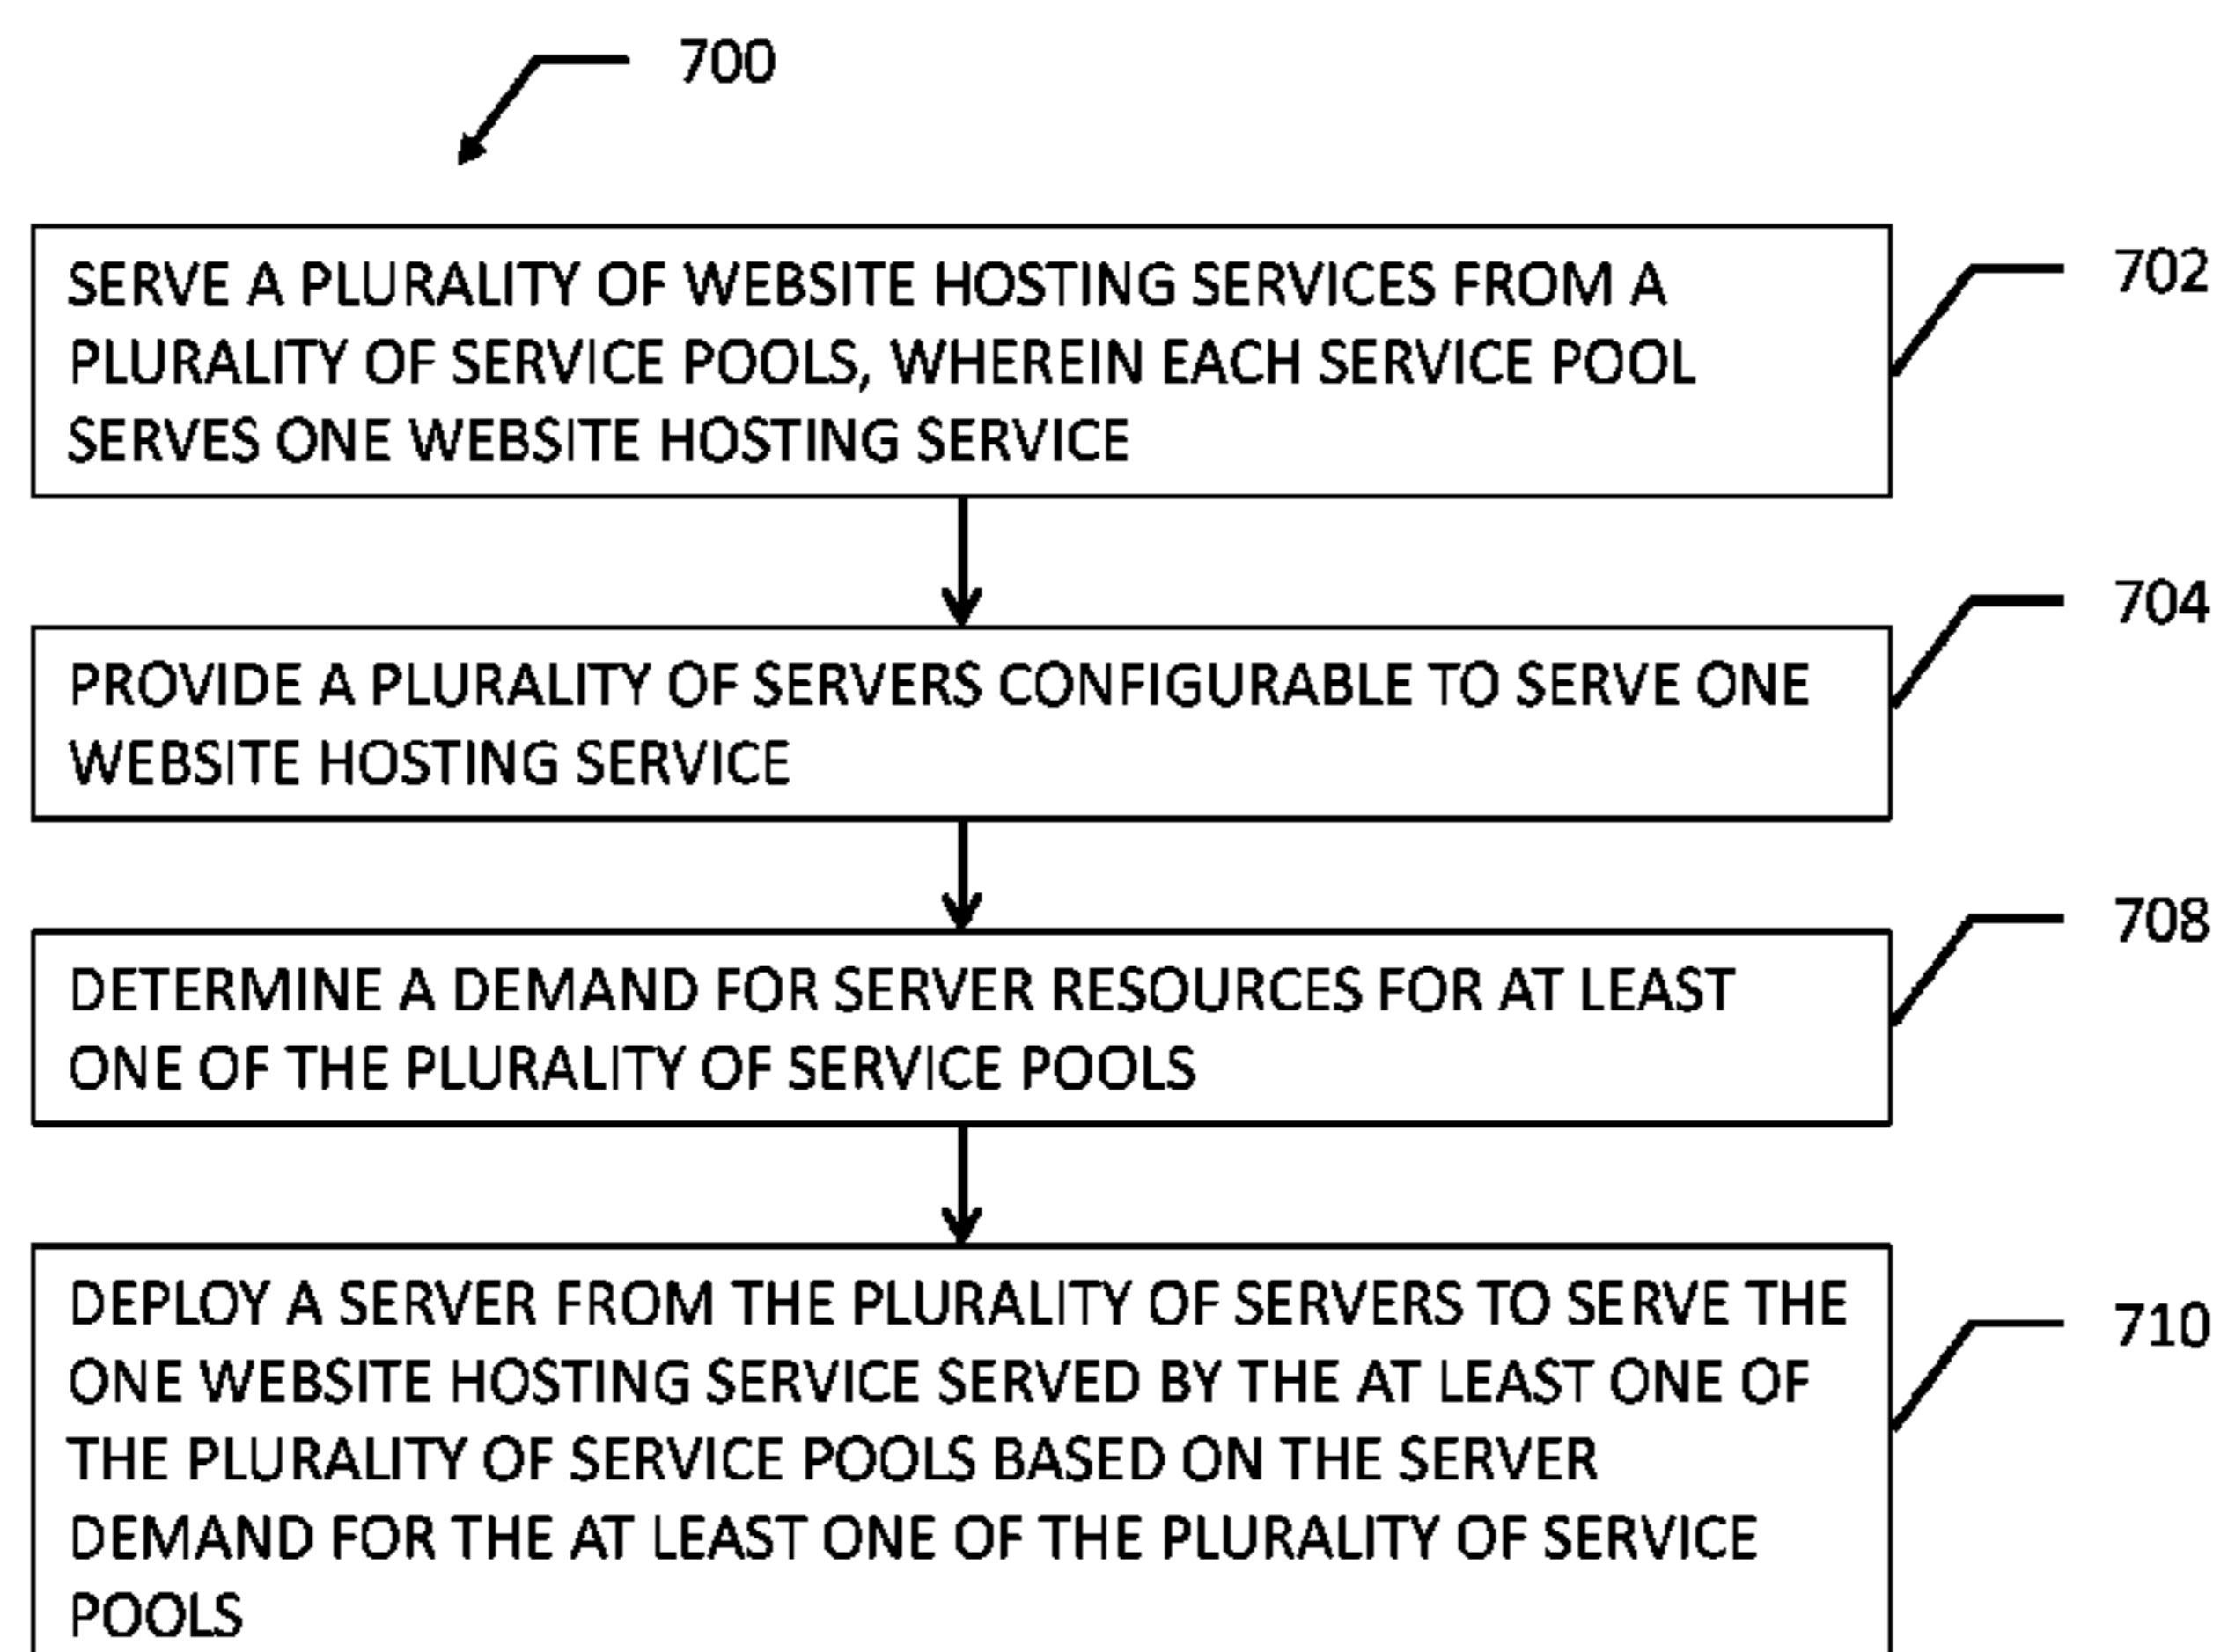 700
SERVE A PLURALITY OF WEBSITE HOSTING SERVICES FROM A
PLURALITY OF SERVICE POOLS, WHEREIN EACH SERVICE POOL
SERVES ONE WEBSITE HOSTING SERVICE
702
PROVIDE A PLURALITY OF SERVERS CONFIGURABLE TO SERVE ONE
WEBSITE HOSTING SERVICE
704
DETERMINE A DEMAND FOR SERVER RESOURCES FOR AT LEAST
ONE OF THE PLURALITY OF SERVICE POOLS
708
DEPLOY A SERVER FROM THE PLURALITY OF SERVERS TO SERVE THE
ONE WEBSITE HOSTING SERVICE SERVED BY THE AT LEAST ONE OF
THE PLURALITY OF SERVICE POOLS BASED ON THE SERVER
DEMAND FOR THE AT LEAST ONE OF THE PLURALITY OF SERVICE
POOLS
710